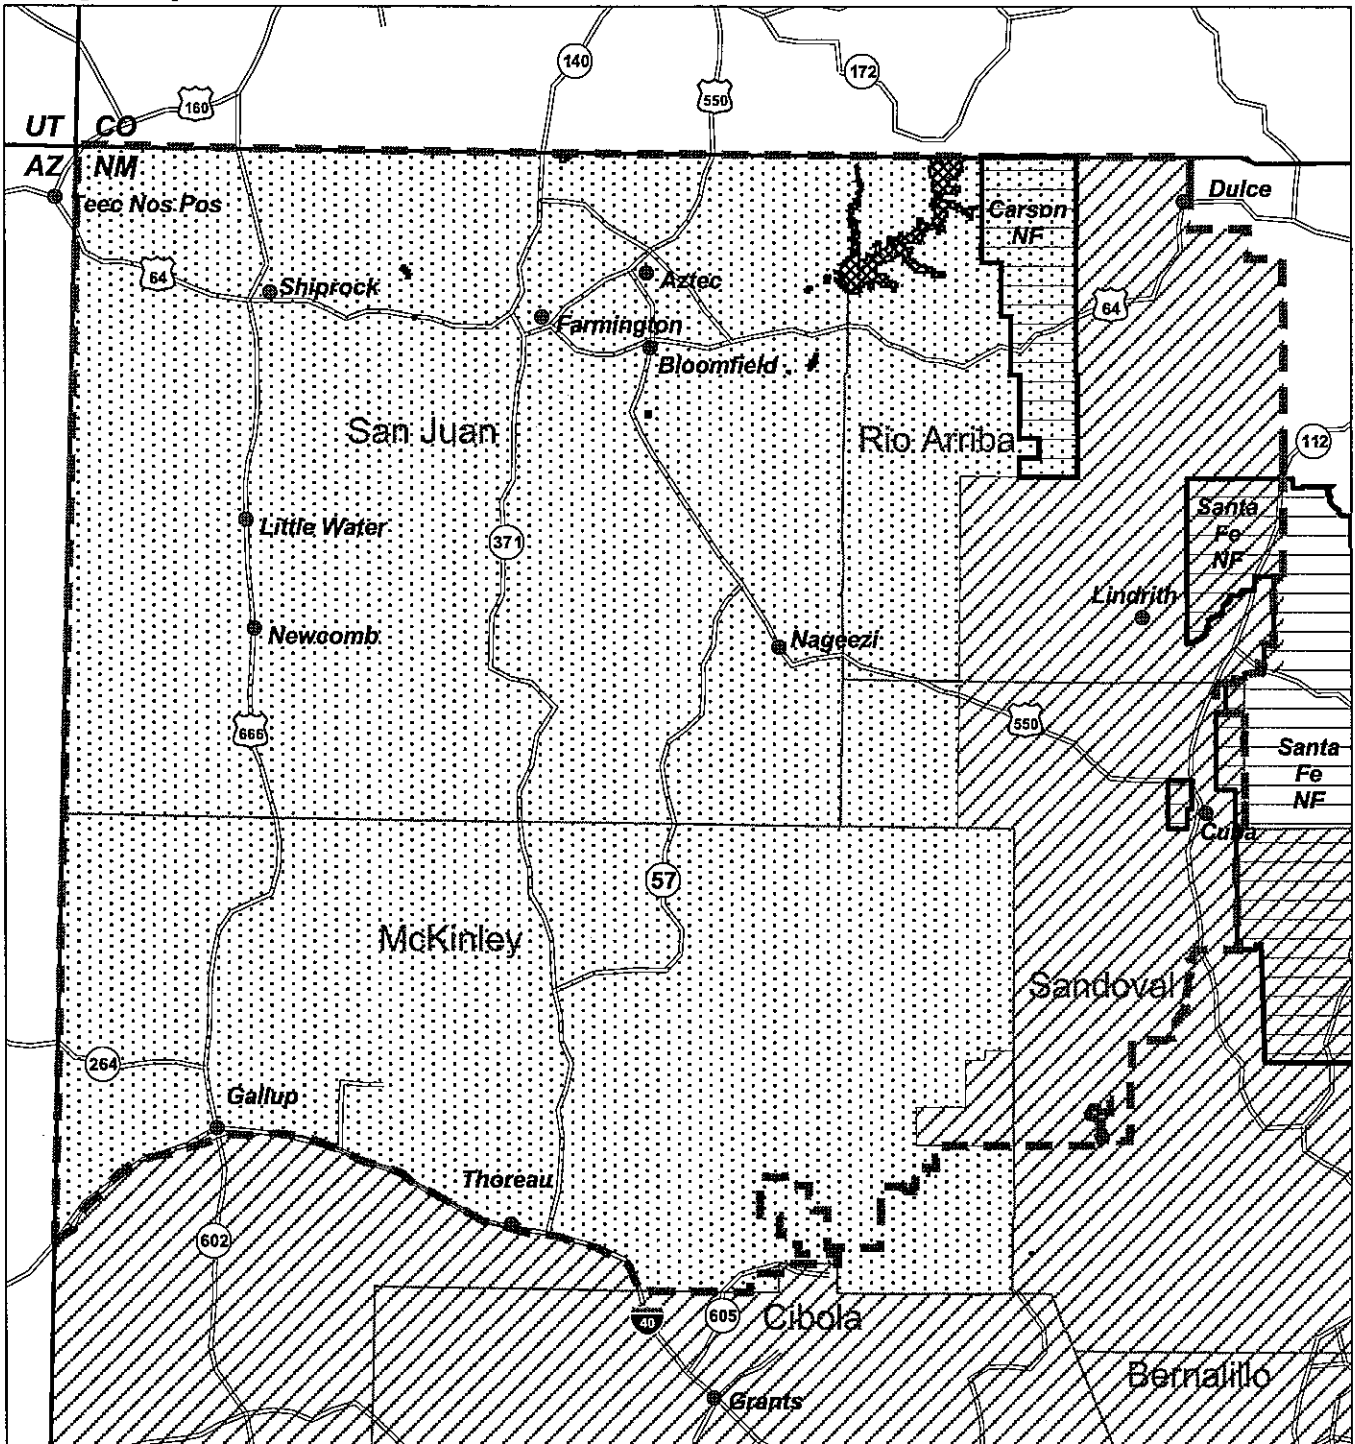 140
172
160
550
UT
CO
AZ
NM
Teec Nos Pos
Dulce
Carson
NF
64
Shiprock
Aztec
64
Farmington
Bloomfield
San Juan
Rio Arriba
112
Santa
Fe
NF
Little Water
371
Lindrith
Newcomb
Nageezi
550
666
Santa
Fe
NF
Cuba
57
McKinley
Sandoval
264
Gallup
Thoreau
602
40
605
Cibola
Bernalillo
Grants